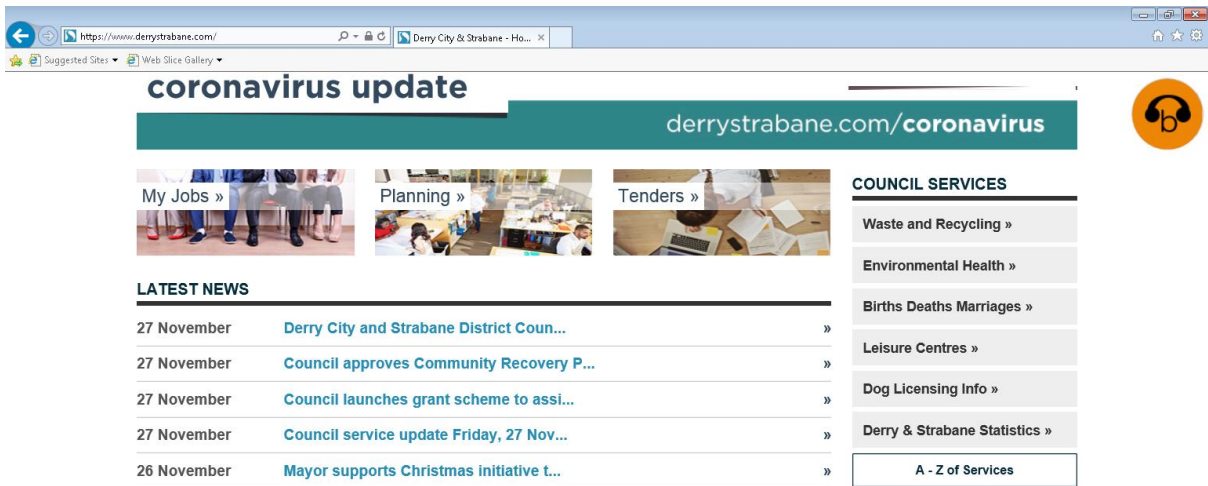 https://www.derrystrabane.com/
Derry City & Strabane - Ho...
Suggested Sites
Web Slice Gallery
coronavirus update
derrystrabane.com/coronavirus
b
My Jobs »
Planning »
Tenders »
LATEST NEWS
27 November Derry City and Strabane District Coun... »
27 November Council approves Community Recovery P... »
27 November Council launches grant scheme to assi... »
27 November Council service update Friday, 27 Nov... »
26 November Mayor supports Christmas initiative t... »
COUNCIL SERVICES
Waste and Recycling »
Environmental Health »
Births Deaths Marriages »
Leisure Centres »
Dog Licensing Info »
Derry & Strabane Statistics »
A - Z of Services